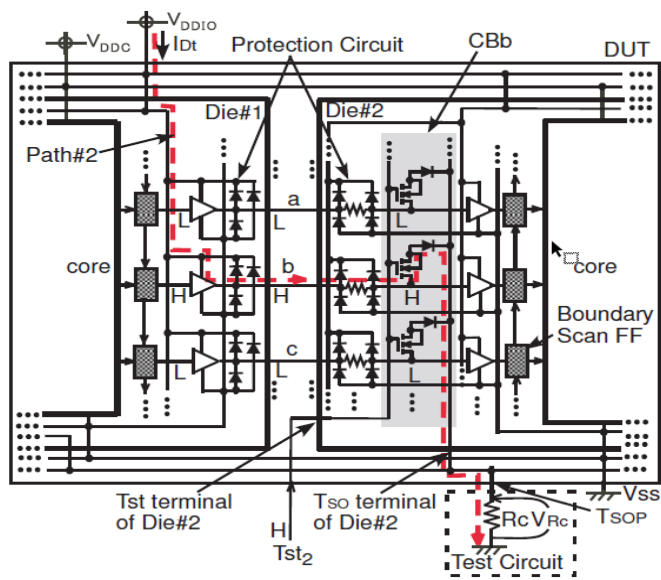 VDDIO
VDDC
IDt
Protection Circuit
CBb
DUT
Die#1
Die#2
Path#2
a
L
L
L
core
b
H
H
H
core
c
L
L
L
Boundary
Scan FF
Tst terminal
of Die#2
TSO terminal
of Die#2
Vss
TSOP
H
Tst2
Rc VRc
Test Circuit